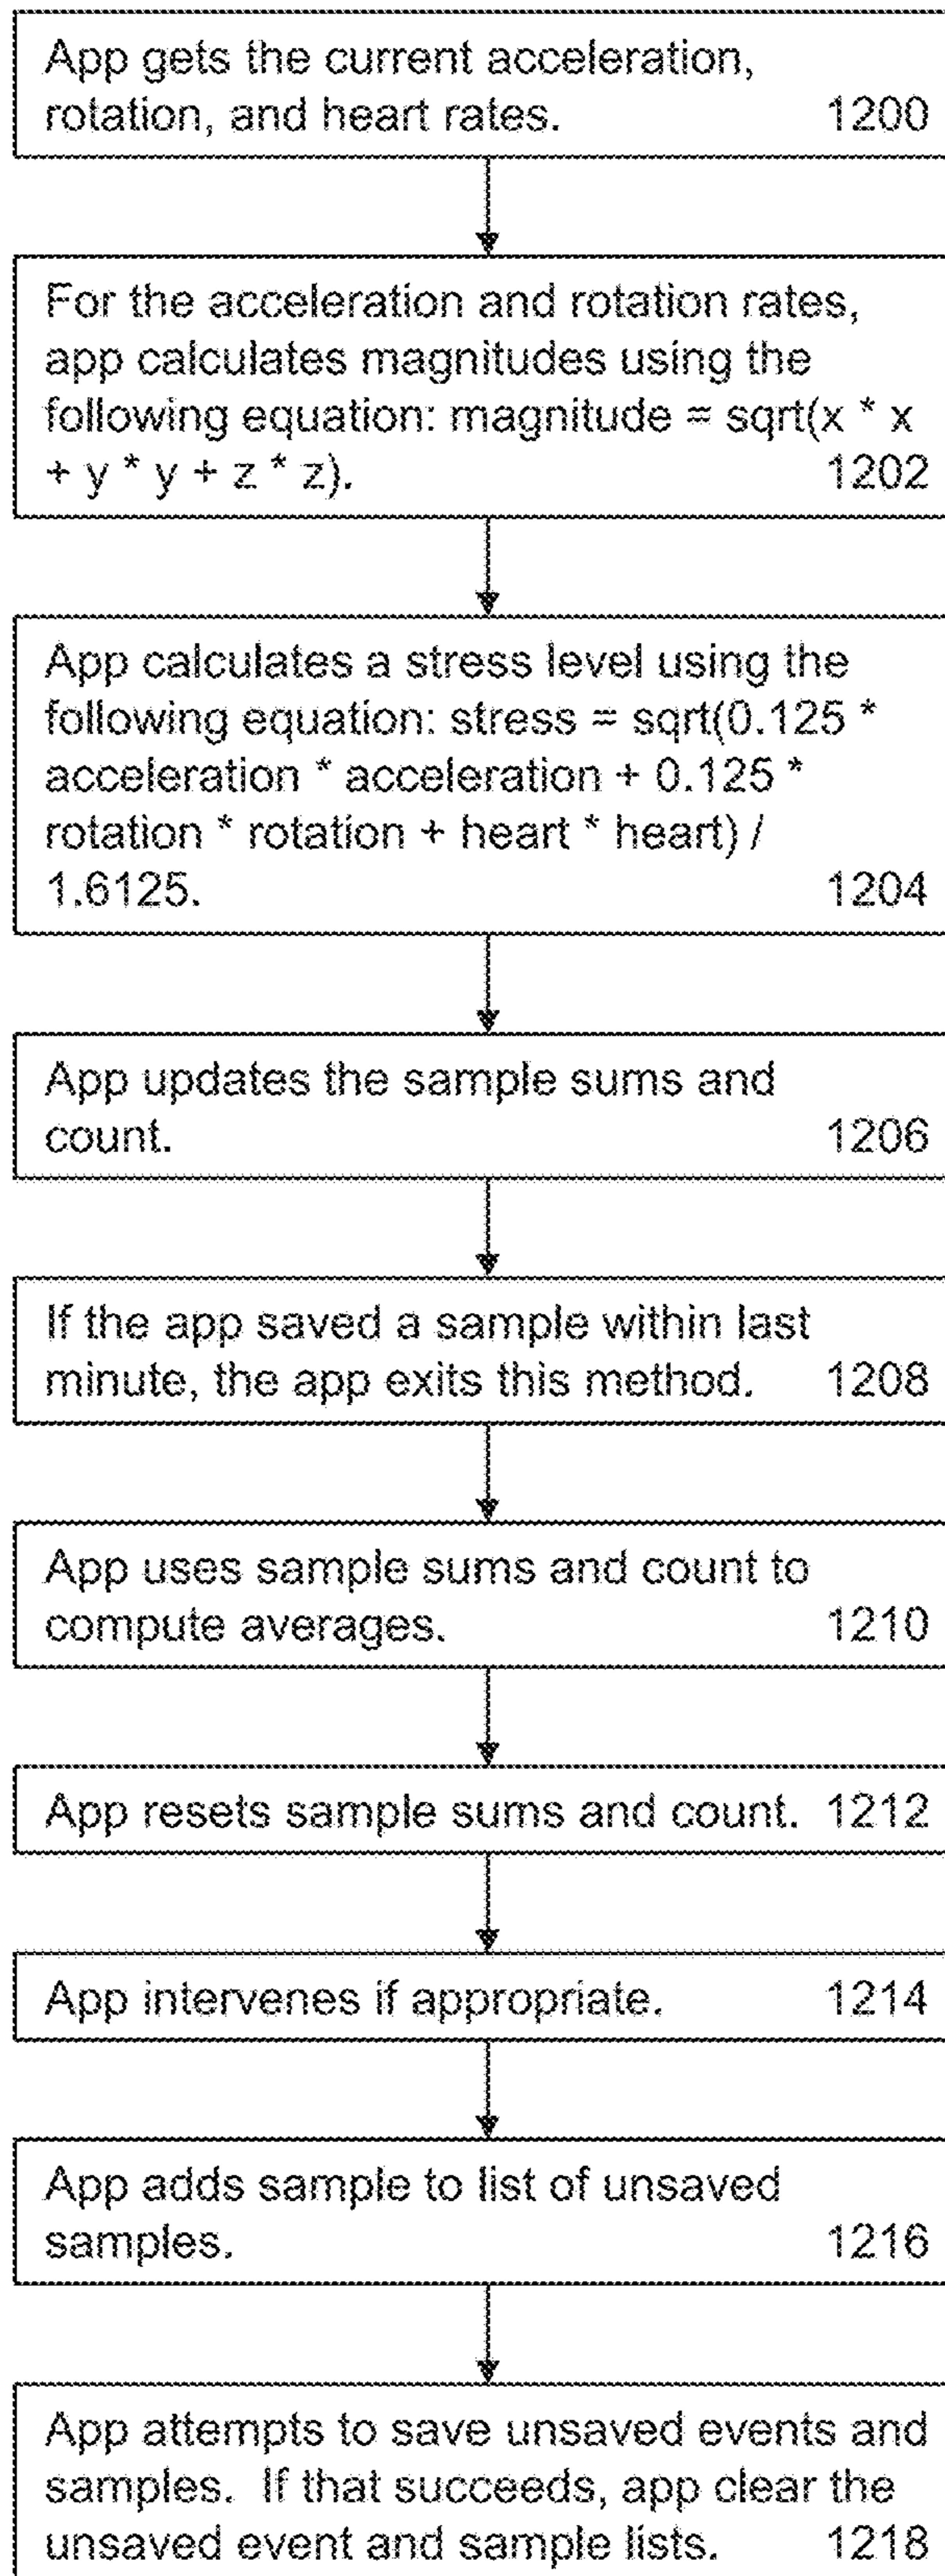 App gets the current acceleration,
rotation, and heart rates. 1200
For the acceleration and rotation rates,
app calculates magnitudes using the
following equation: magnitude = sqrt(x * x
+ y * y + z * z). 1202
App calculates a stress level using the
following equation: stress = sqrt(0.125 *
acceleration * acceleration + 0.125 *
rotation * rotation + heart * heart) /
1.6125. 1204
App updates the sample sums and
count. 1206
If the app saved a sample within last
minute, the app exits this method. 1208
App uses sample sums and count to
compute averages. 1210
App resets sample sums and count. 1212
App intervenes if appropriate. 1214
App adds sample to list of unsaved
samples. 1216
App attempts to save unsaved events and
samples. If that succeeds, app clear the
unsaved event and sample lists. 1218